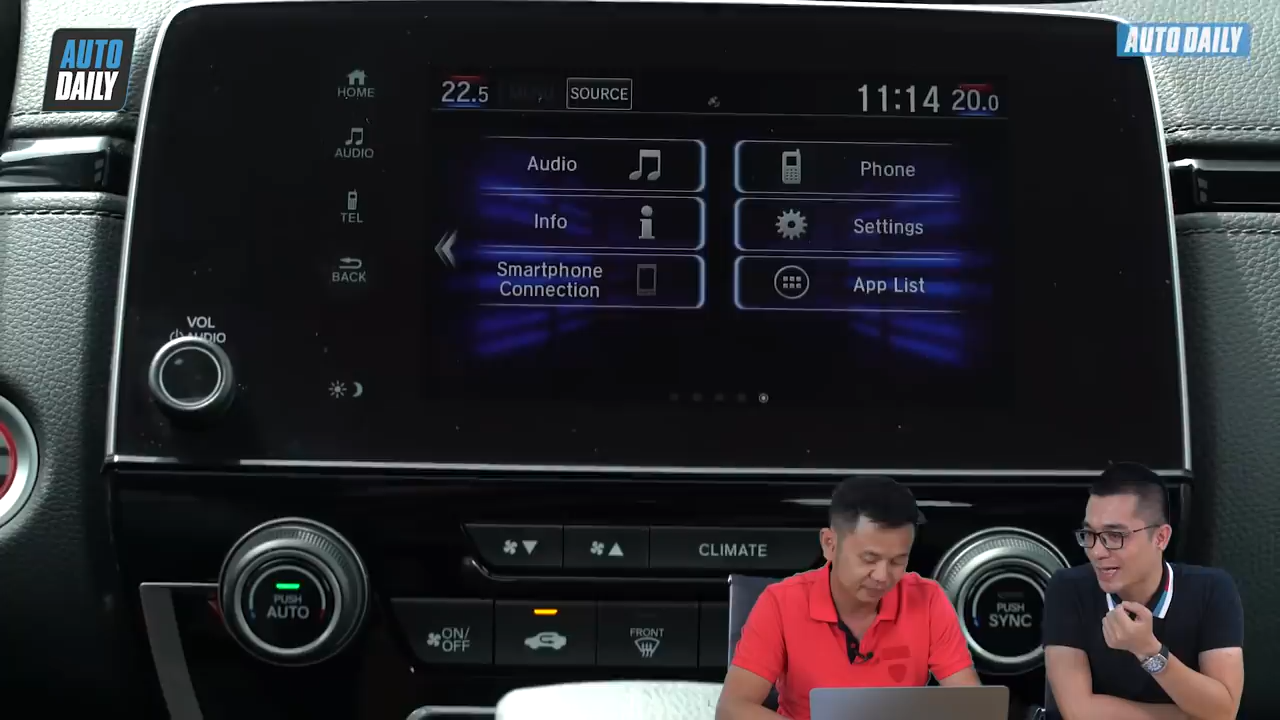 AUTO
DAILY
AUTO DAILY
HOME
AUDIO
TEL
BACK
VOL
AUDIO
22.5
MENU
SOURCE
11:14
20.0
Audio
Phone
Info
Settings
Smartphone
Connection
App List
CLIMATE
PUSH
AUTO
ON/
OFF
FRONT
PUSH
SYNC